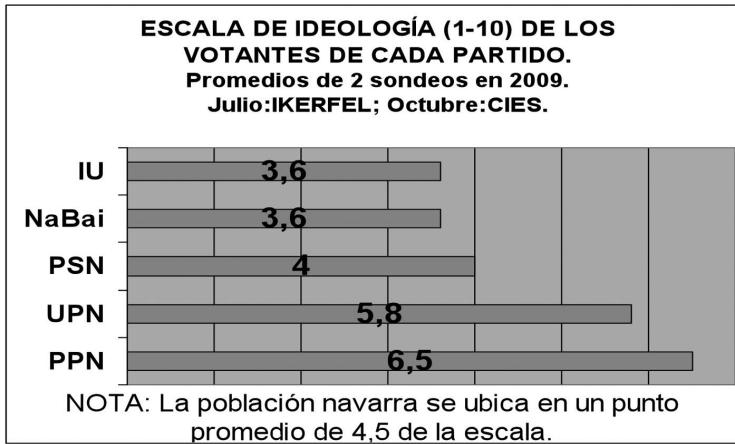 ESCALA DE IDEOLOGÍA (1-10) DE LOS
VOTANTES DE CADA PARTIDO.
Promedios de 2 sondeos en 2009.
Julio:IKERFEL; Octubre:CIES.
IU 3,6
NaBai 3,6
PSN 4
UPN 5,8
PPN 6,5
NOTA: La población navarra se ubica en un punto
promedio de 4,5 de la escala.